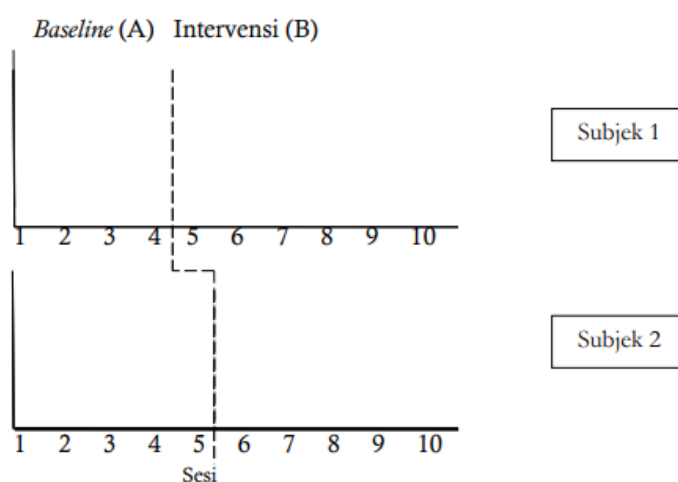 Baseline (A) Intervensi (B)
Subjek 1
1 2 3 4 5 6 7 8 9 10
Subjek 2
1 2 3 4 5 6 7 8 9 10
Sesi